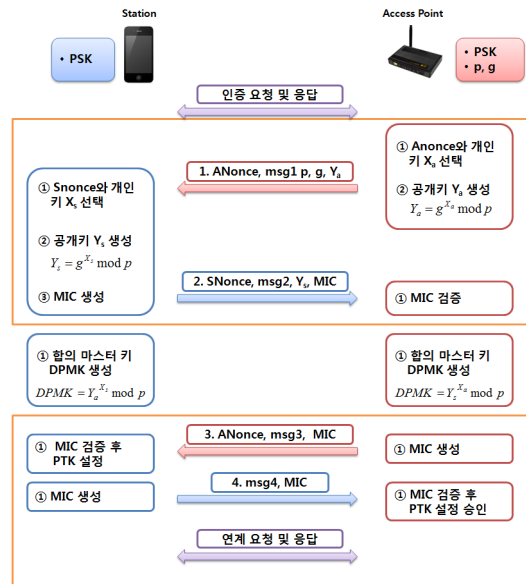 Station
Access Point
• PSK
• PSK
• p, g
인증 요청 및 응답
① Anonce와 개인
키 Xa 선택
② 공개키 Ya 생성
Ya = g^Xa mod p
1. ANonce, msg1 p, g, Ya
① Snonce와 개인
키 Xs 선택
② 공개키 Ys 생성
Ys = g^Xs mod p
③ MIC 생성
2. SNonce, msg2, Ys, MIC
① MIC 검증
① 합의 마스터 키
DPMK 생성
DPMK = Ya^Xs mod p
① 합의 마스터 키
DPMK 생성
DPMK = Ys^Xa mod p
3. ANonce, msg3, MIC
① MIC 검증 후
PTK 설정
① MIC 생성
① MIC 생성
4. msg4, MIC
① MIC 검증 후
PTK 설정 승인
연계 요청 및 응답